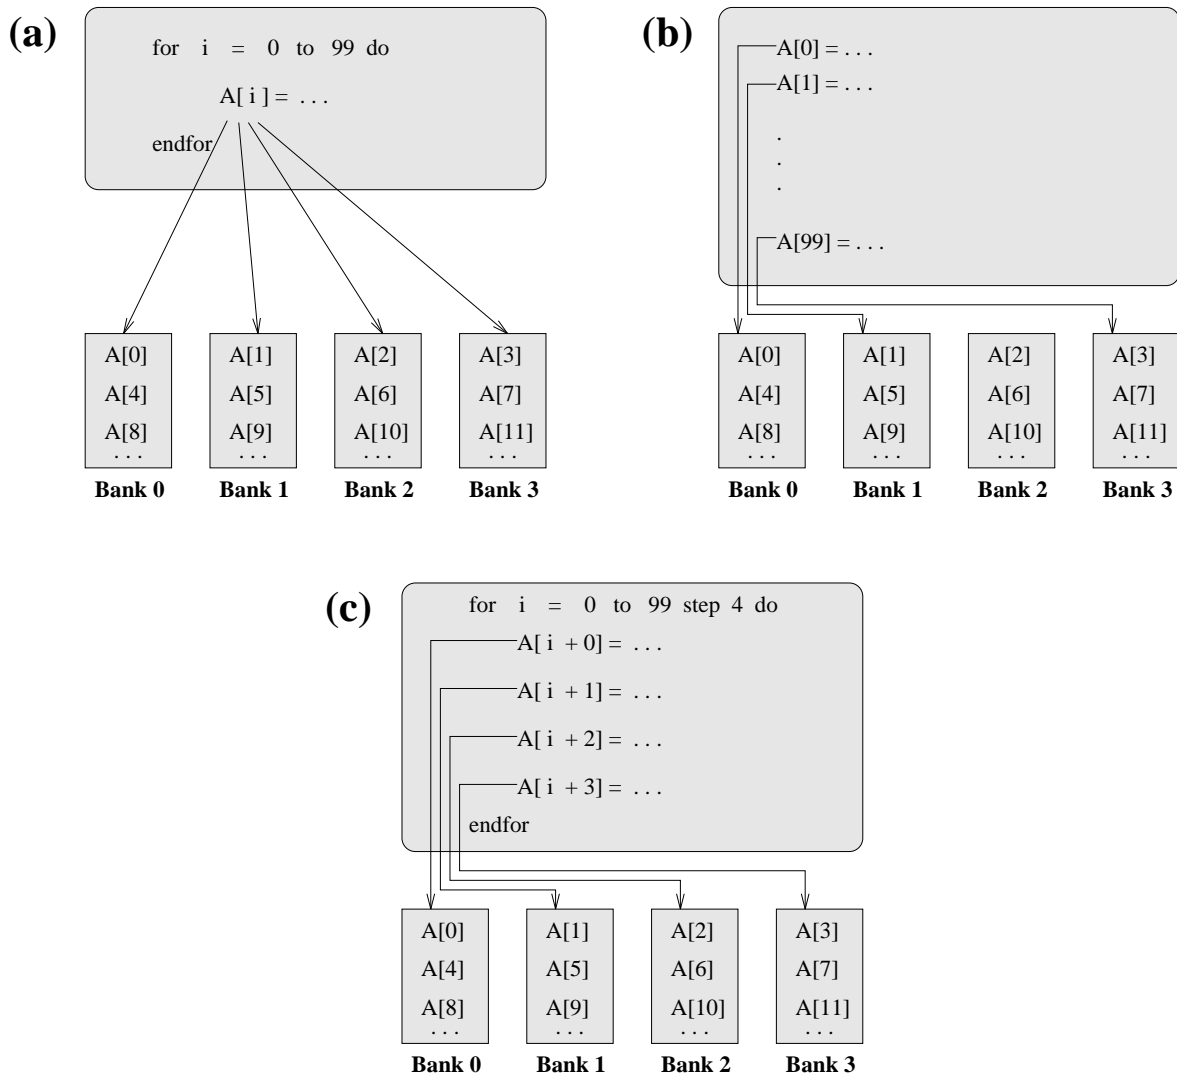 (a)
for i = 0 to 99 do
A[ i ] = . . .
endfor
A[0] A[1] A[2] A[3]
A[4] A[5] A[6] A[7]
A[8] A[9] A[10] A[11]
. . . . . . . . . . . .
Bank 0 Bank 1 Bank 2 Bank 3
(b)
A[0] = . . .
A[1] = . . .
.
.
.
A[99] = . . .
A[0] A[1] A[2] A[3]
A[4] A[5] A[6] A[7]
A[8] A[9] A[10] A[11]
. . . . . . . . . . . .
Bank 0 Bank 1 Bank 2 Bank 3
(c)
for i = 0 to 99 step 4 do
A[ i + 0] = . . .
A[ i + 1] = . . .
A[ i + 2] = . . .
A[ i + 3] = . . .
endfor
A[0] A[1] A[2] A[3]
A[4] A[5] A[6] A[7]
A[8] A[9] A[10] A[11]
. . . . . . . . . . . .
Bank 0 Bank 1 Bank 2 Bank 3